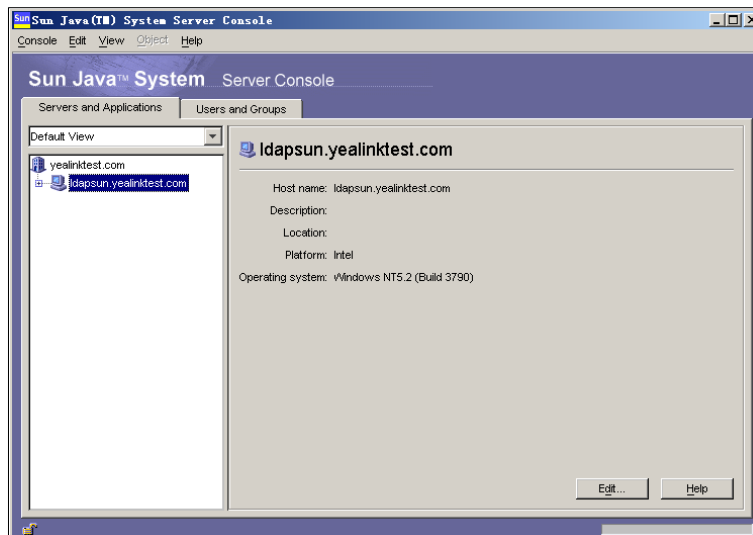 Sun Sun Java(TM) System Server Console
Console Edit View Object Help
Sun Java™ System Server Console
Servers and Applications Users and Groups
Default View
yealinktest.com
ldapsun.yealinktest.com
ldapsun.yealinktest.com
Host name: ldapsun.yealinktest.com
Description:
Location:
Platform: Intel
Operating system: Windows NT5.2 (Build 3790)
Edit... Help